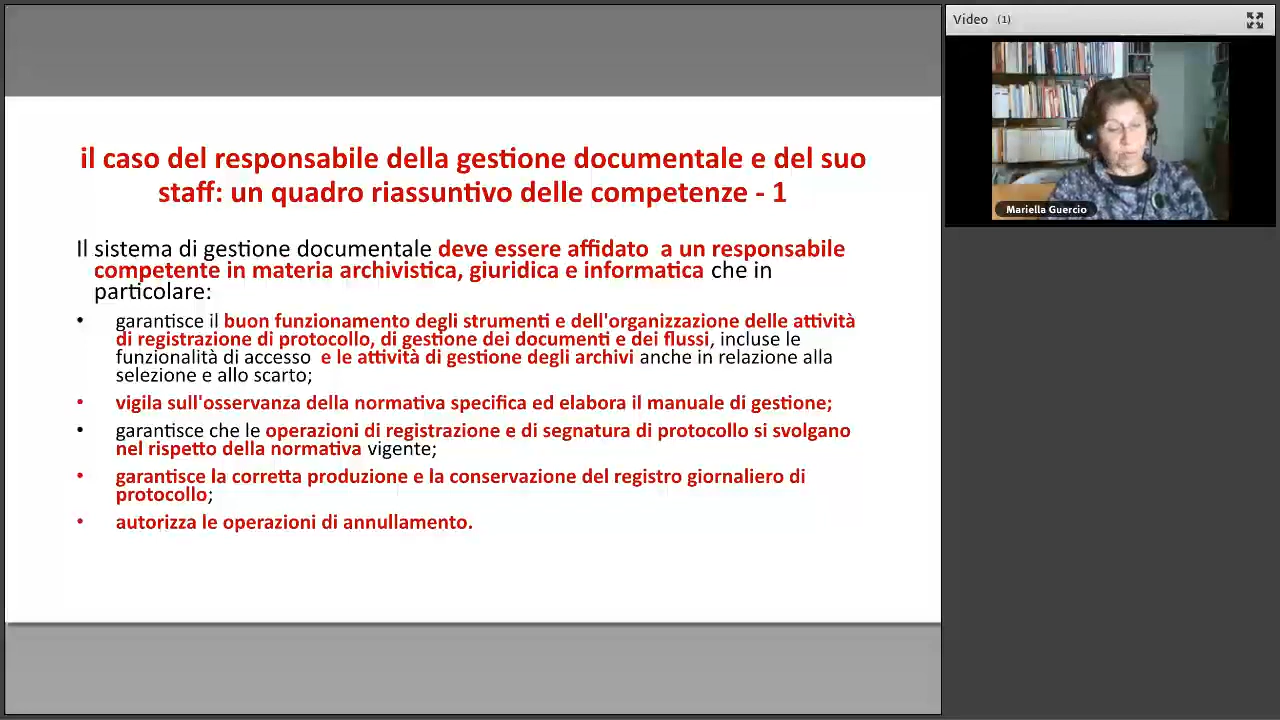 il caso del responsabile della gestione documentale e del suo
staff: un quadro riassuntivo delle competenze - 1
Il sistema di gestione documentale deve essere affidato a un responsabile
competente in materia archivistica, giuridica e informatica che in
particolare:
• garantisce il buon funzionamento degli strumenti e dell'organizzazione delle attività
di registrazione di protocollo, di gestione dei documenti e dei flussi, incluse le
funzionalità di accesso e le attività di gestione degli archivi anche in relazione alla
selezione e allo scarto;
• vigila sull'osservanza della normativa specifica ed elabora il manuale di gestione;
• garantisce che le operazioni di registrazione e di segnatura di protocollo si svolgano
nel rispetto della normativa vigente;
• garantisce la corretta produzione e la conservazione del registro giornaliero di
protocollo;
• autorizza le operazioni di annullamento.
Video (1)
Mariella Guercio